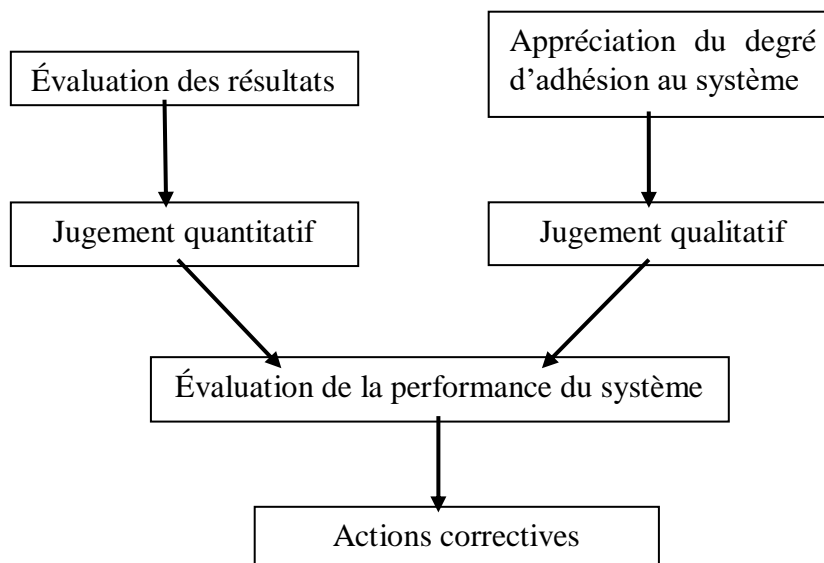 Évaluation des résultats
Appréciation du degré
d’adhésion au système
Jugement quantitatif
Jugement qualitatif
Évaluation de la performance du système
Actions correctives